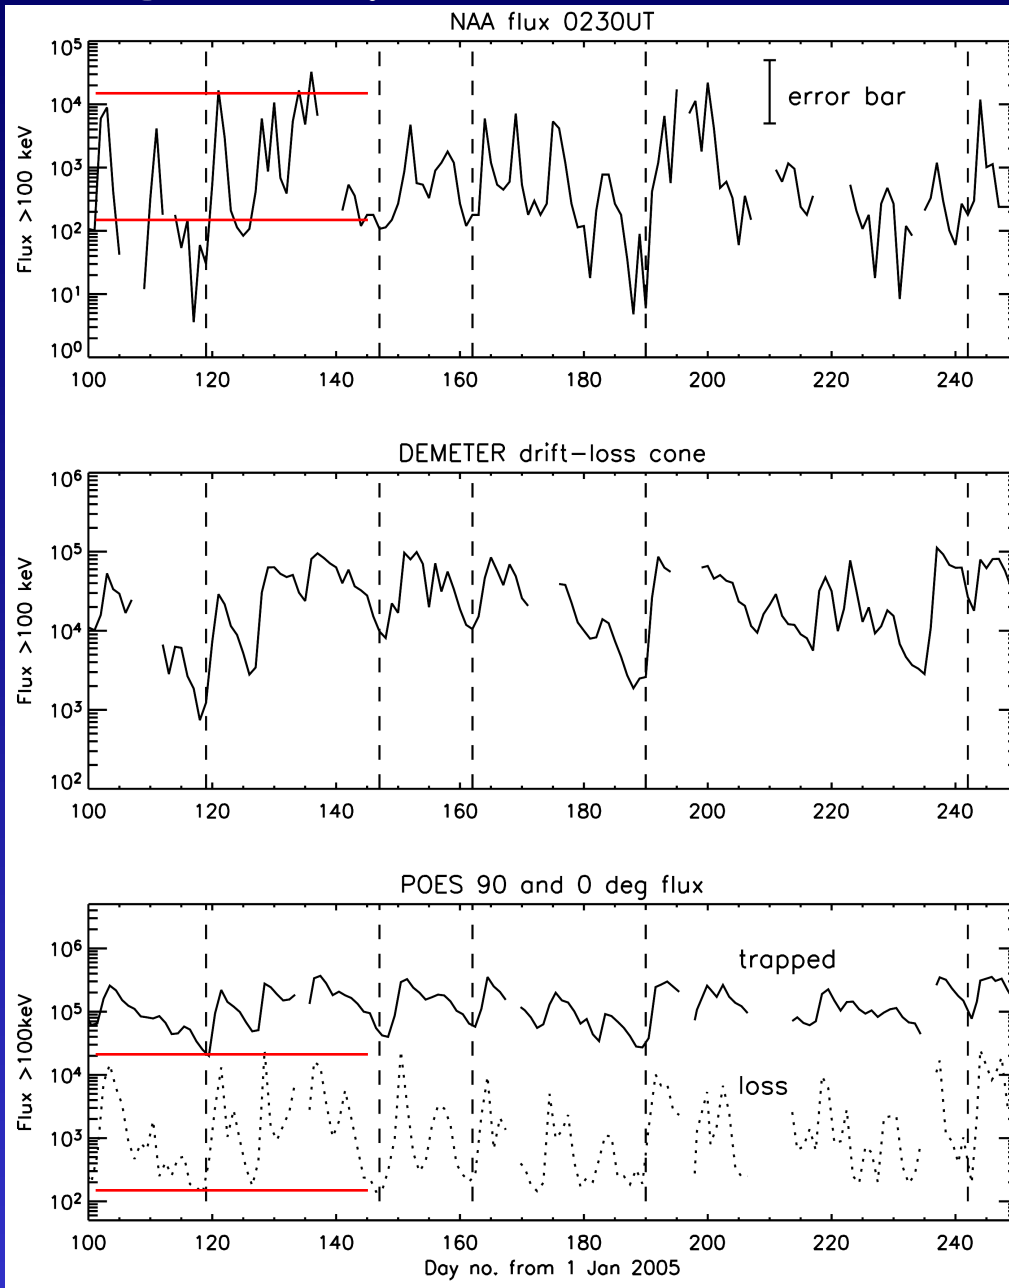 NAA flux 0230UT
Flux >100 keV
10^5
10^4
10^3
10^2
10^1
10^0
error bar
100 120 140 160 180 200 220 240
DEMETER drift-loss cone
Flux >100 keV
10^6
10^5
10^4
10^3
10^2
100 120 140 160 180 200 220 240
POES 90 and 0 deg flux
Flux >100keV
10^6
10^5
10^4
10^3
10^2
trapped
loss
100 120 140 160 180 200 220 240
Day no. from 1 Jan 2005